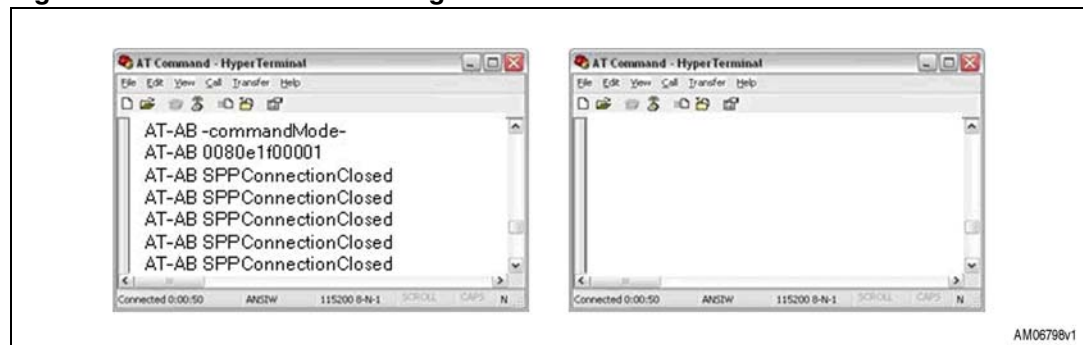 AT Command - HyperTerminal
File Edit View Call Transfer Help
AT-AB -commandMode-
AT-AB 0080e1f00001
AT-AB SPPConnectionClosed
AT-AB SPPConnectionClosed
AT-AB SPPConnectionClosed
AT-AB SPPConnectionClosed
AT-AB SPPConnectionClosed
Connected 0:00:50 ANSIW 115200 8-N-1 SCROLL CAPS N
AT Command - HyperTerminal
File Edit View Call Transfer Help
Connected 0:00:50 ANSIW 115200 8-N-1 SCROLL CAPS N
AM06798v1